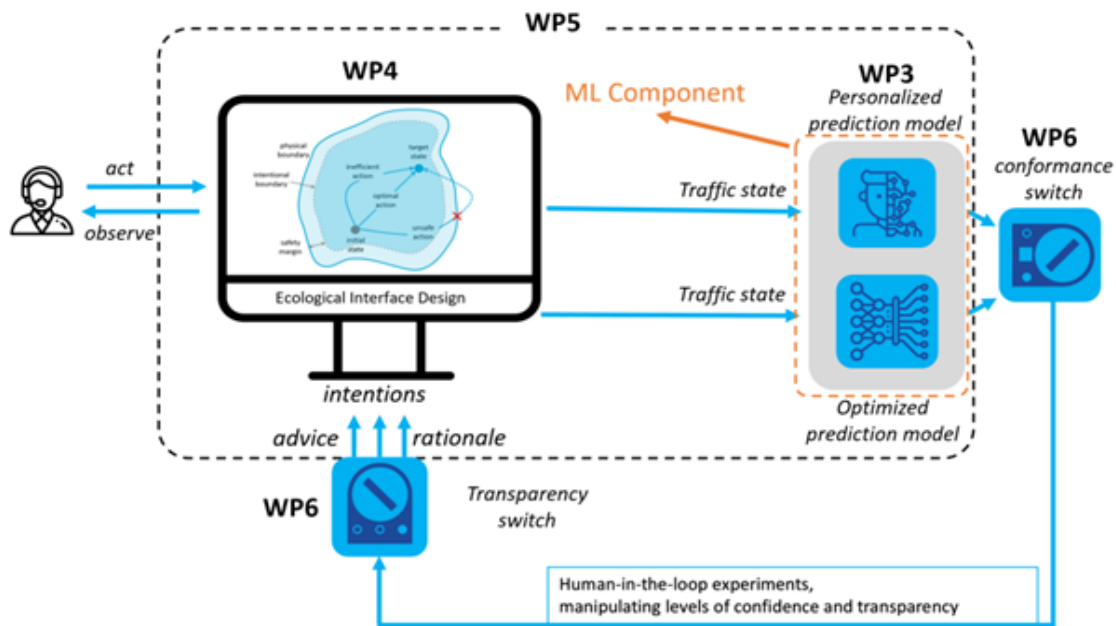 WP5
WP4
WP3
ML Component
Personalized
prediction model
WP6
conformance
switch
act
observe
physical
boundary
target
state
inefficient
action
intentional
boundary
optimal
action
unsafe
action
safety
margin
initial
state
Ecological Interface Design
Traffic state
Traffic state
Optimized
prediction model
intentions
advice
rationale
WP6
Transparency
switch
Human-in-the-loop experiments,
manipulating levels of confidence and transparency